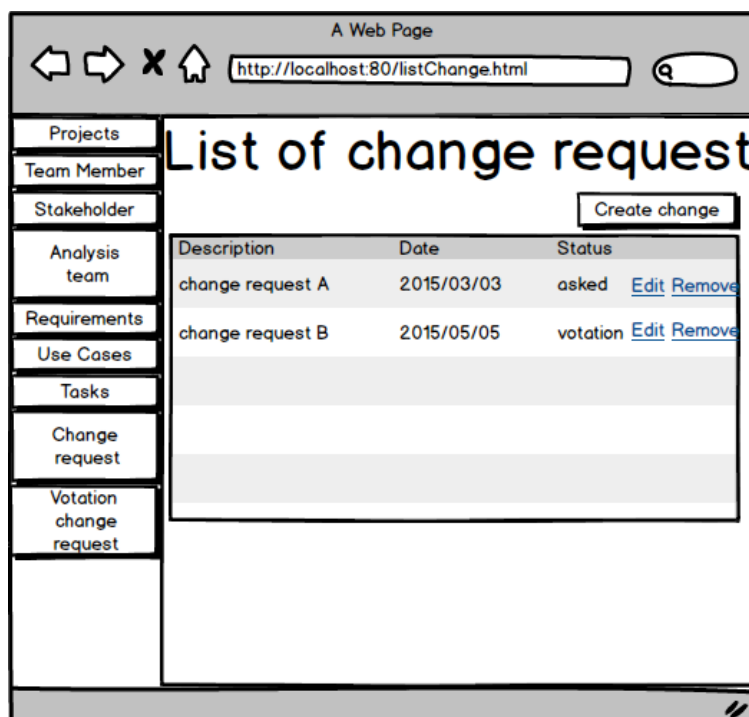 A Web Page
http://localhost:80/listChange.html
Projects
Team Member
Stakeholder
Analysis
team
Requirements
Use Cases
Tasks
Change
request
Votation
change
request
List of change request
Create change
Description Date Status
change request A 2015/03/03 asked Edit Remove
change request B 2015/05/05 votation Edit Remove